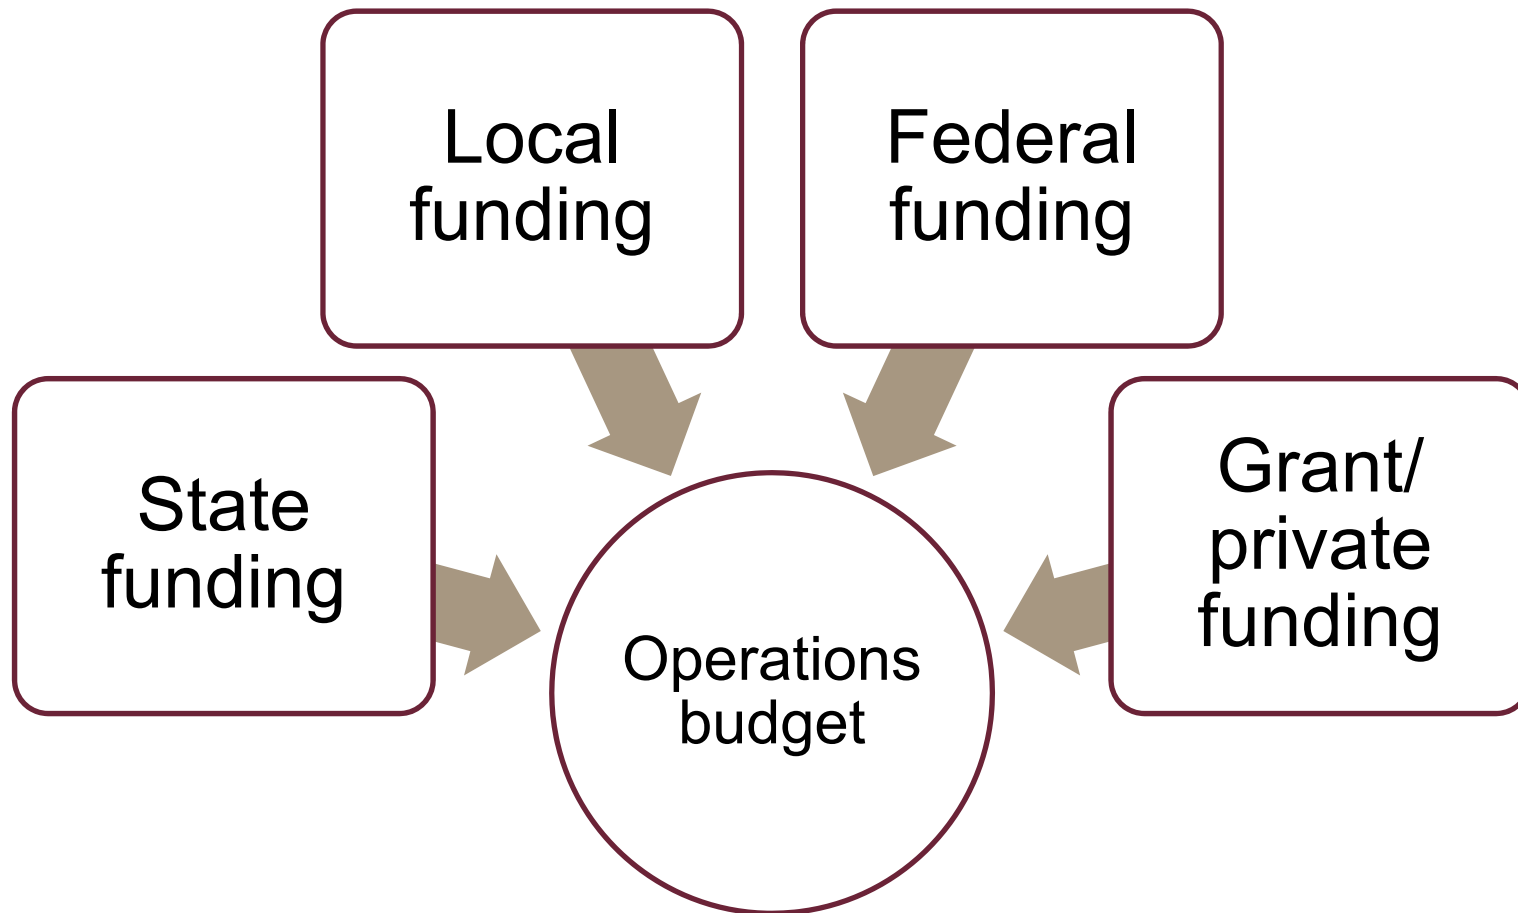 Local
funding
Federal
funding
State
funding
Grant/
private
funding
Operations
budget